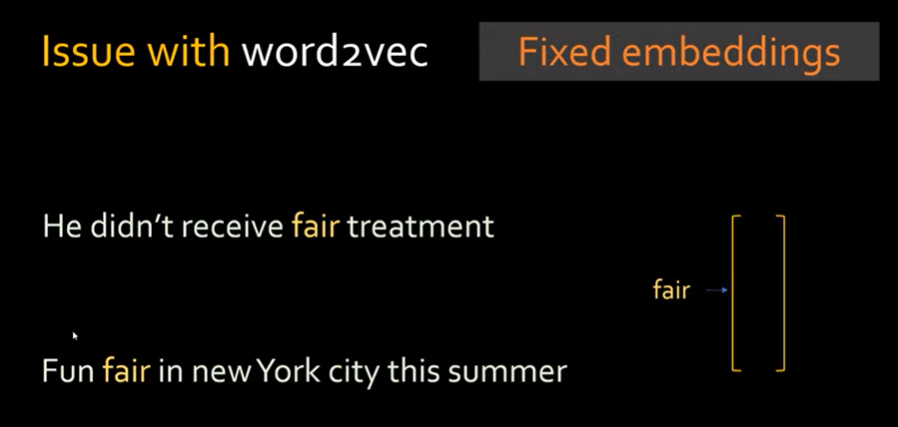 Issue with word2vec
Fixed embeddings
He didn't receive fair treatment
fair
Fun fair in new York city this summer